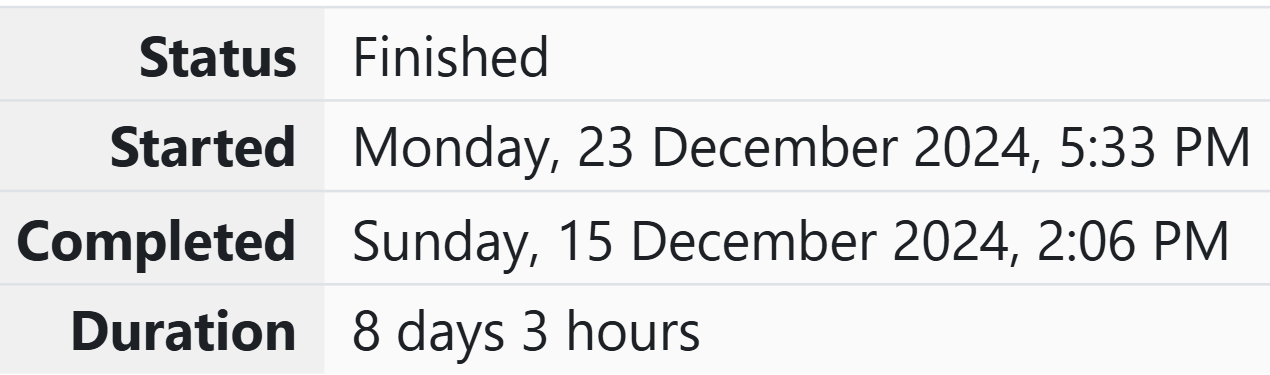 Status Finished
Started Monday, 23 December 2024, 5:33 PM
Completed Sunday, 15 December 2024, 2:06 PM
Duration 8 days 3 hours